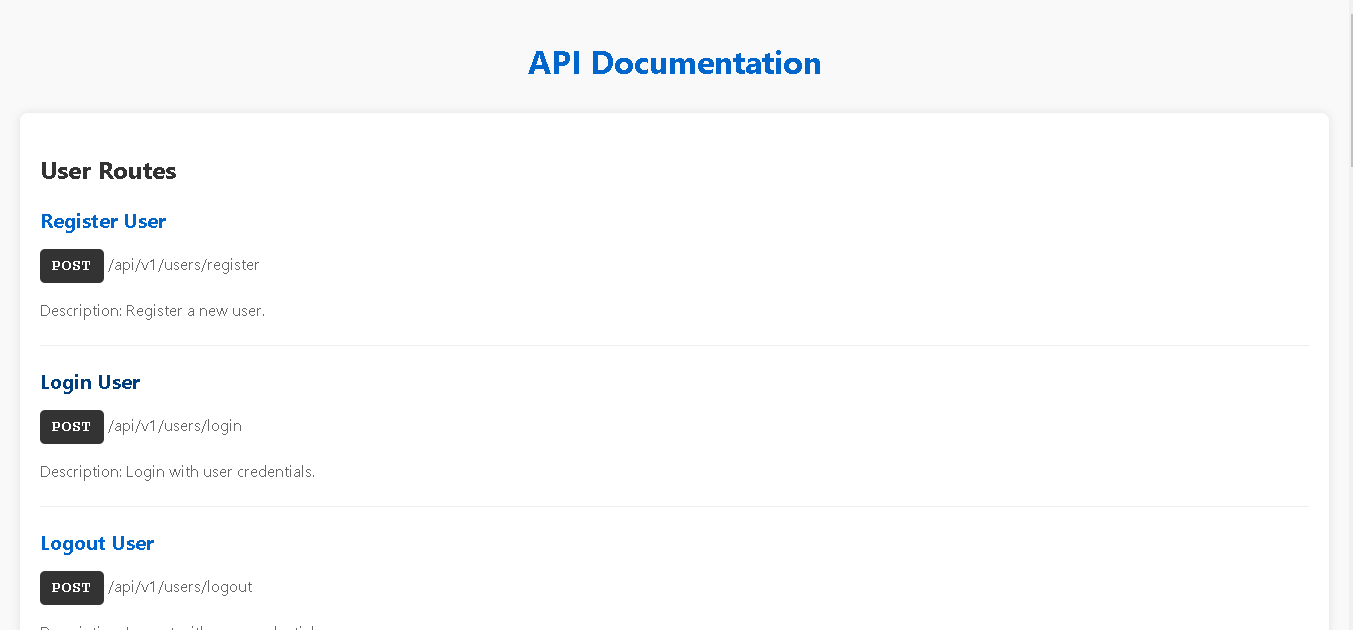 API Documentation
User Routes
Register User
POST /api/v1/users/register
Description: Register a new user.
Login User
POST /api/v1/users/login
Description: Login with user credentials.
Logout User
POST /api/v1/users/logout